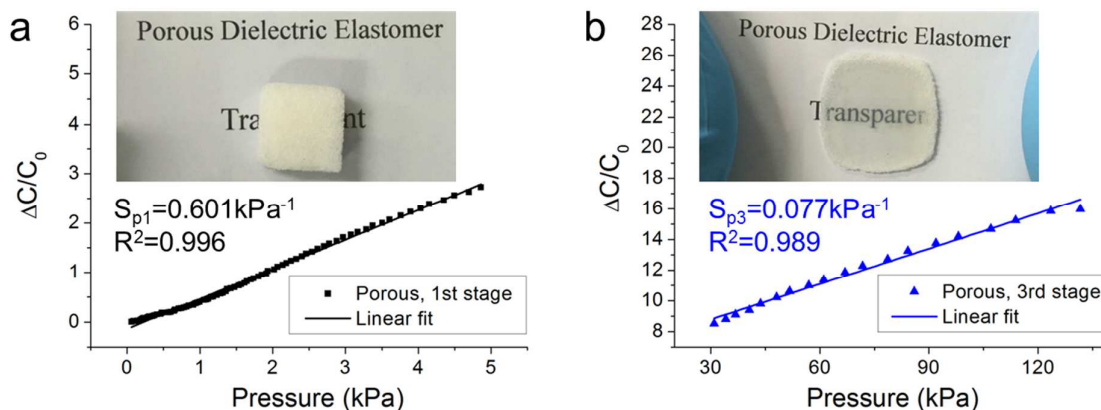 a
6
5
4
3
2
1
0
ΔC/C₀
Porous Dielectric Elastomer
Tra nt
Sₚ₁=0.601kPa⁻¹
R²=0.996
Porous, 1st stage
Linear fit
0 1 2 3 4 5
Pressure (kPa)
b
28
26
24
22
20
18
16
14
12
10
8
ΔC/C₀
Porous Dielectric Elastomer
Transparen
Sₚ₃=0.077kPa⁻¹
R²=0.989
Porous, 3rd stage
Linear fit
30 60 90 120
Pressure (kPa)